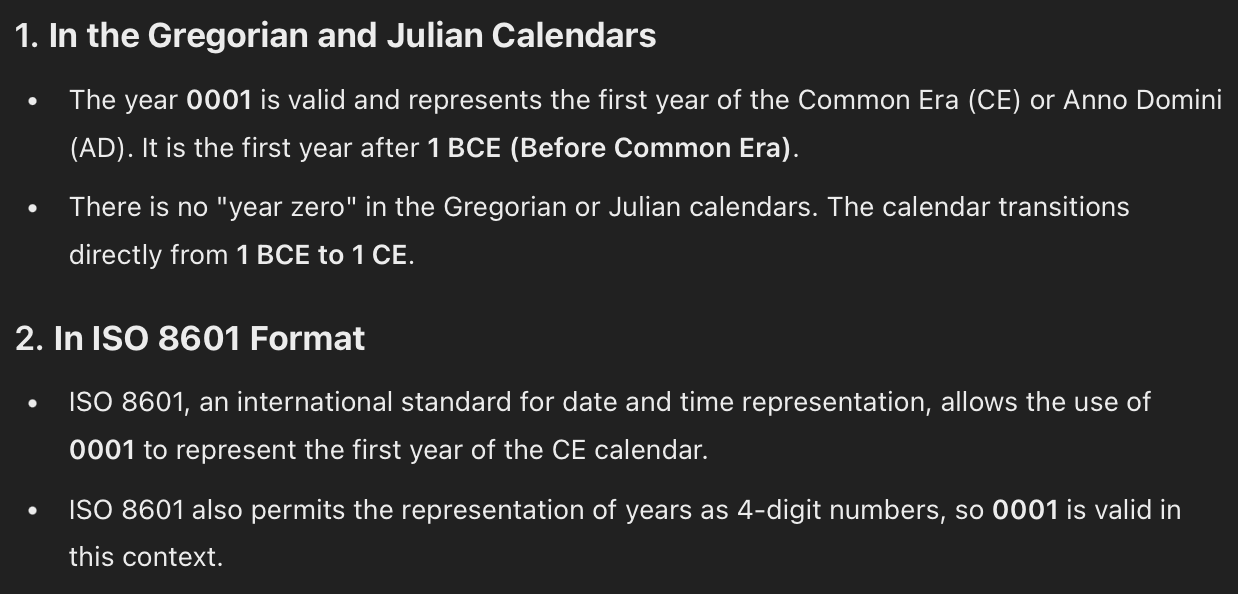 1. In the Gregorian and Julian Calendars
• The year 0001 is valid and represents the first year of the Common Era (CE) or Anno Domini
(AD). It is the first year after 1 BCE (Before Common Era).
• There is no "year zero" in the Gregorian or Julian calendars. The calendar transitions
directly from 1 BCE to 1 CE.
2. In ISO 8601 Format
• ISO 8601, an international standard for date and time representation, allows the use of
0001 to represent the first year of the CE calendar.
• ISO 8601 also permits the representation of years as 4-digit numbers, so 0001 is valid in
this context.